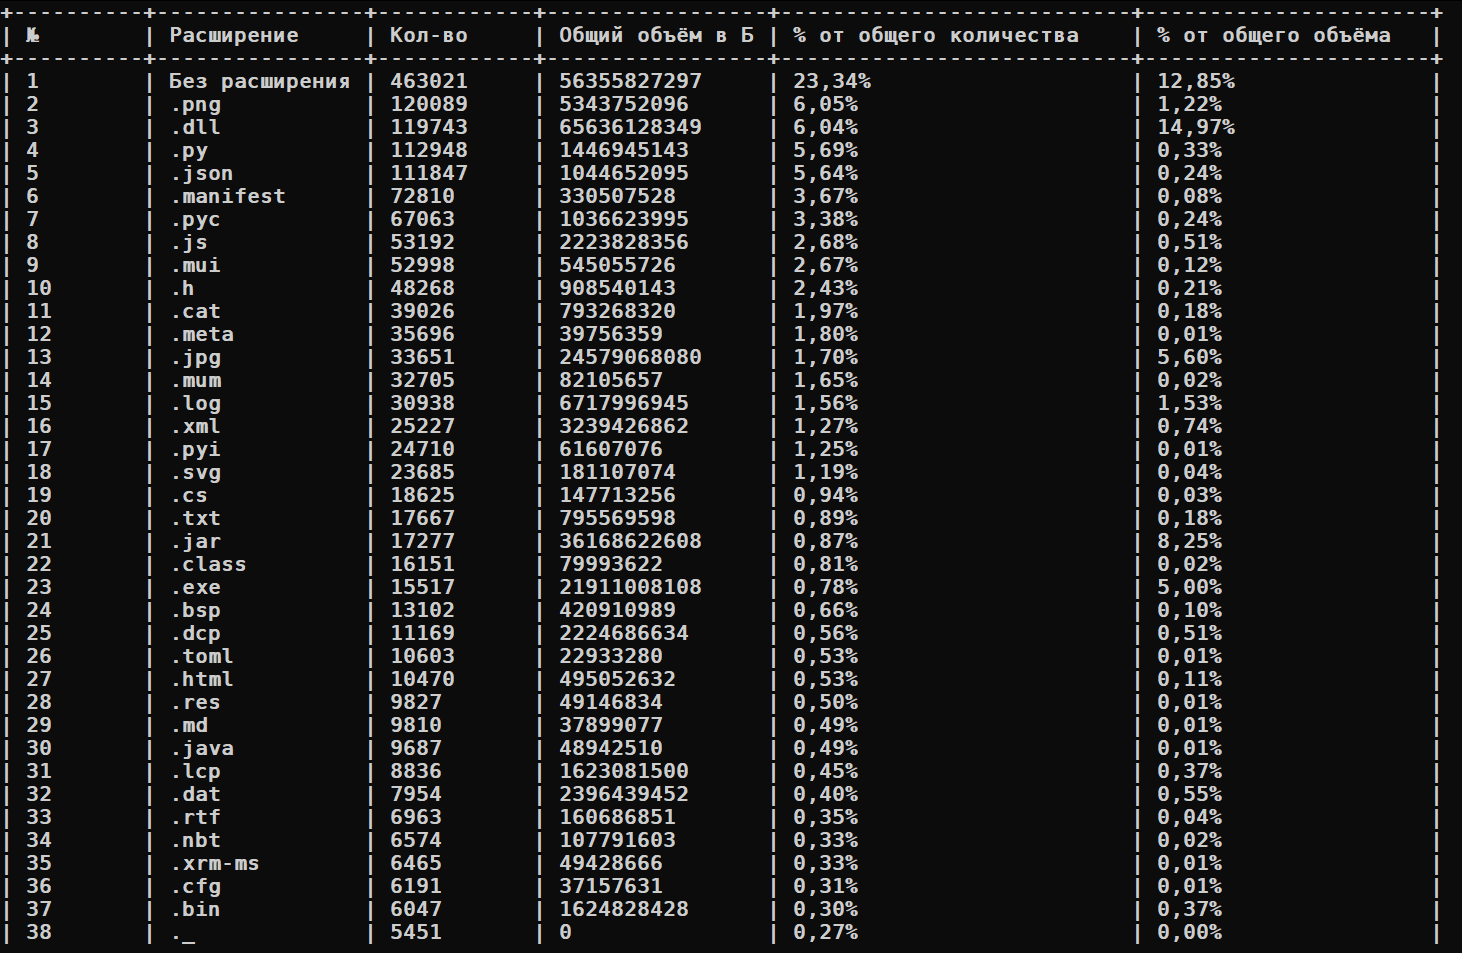 +----------+----------------+------------+-----------------+---------------------------+----------------------+
| № | Расширение | Кол-во | Общий объём в Б | % от общего количества | % от общего объёма |
+----------+----------------+------------+-----------------+---------------------------+----------------------+
| 1 | Без расширения | 463021 | 56355827297 | 23,34% | 12,85% |
| 2 | .png | 120089 | 5343752096 | 6,05% | 1,22% |
| 3 | .dll | 119743 | 65636128349 | 6,04% | 14,97% |
| 4 | .py | 112948 | 1446945143 | 5,69% | 0,33% |
| 5 | .json | 111847 | 1044652095 | 5,64% | 0,24% |
| 6 | .manifest | 72810 | 330507528 | 3,67% | 0,08% |
| 7 | .pyc | 67063 | 1036623995 | 3,38% | 0,24% |
| 8 | .js | 53192 | 2223828356 | 2,68% | 0,51% |
| 9 | .mui | 52998 | 545055726 | 2,67% | 0,12% |
| 10 | .h | 48268 | 908540143 | 2,43% | 0,21% |
| 11 | .cat | 39026 | 793268320 | 1,97% | 0,18% |
| 12 | .meta | 35696 | 39756359 | 1,80% | 0,01% |
| 13 | .jpg | 33651 | 24579068080 | 1,70% | 5,60% |
| 14 | .mum | 32705 | 82105657 | 1,65% | 0,02% |
| 15 | .log | 30938 | 6717996945 | 1,56% | 1,53% |
| 16 | .xml | 25227 | 3239426862 | 1,27% | 0,74% |
| 17 | .pyi | 24710 | 61607076 | 1,25% | 0,01% |
| 18 | .svg | 23685 | 181107074 | 1,19% | 0,04% |
| 19 | .cs | 18625 | 147713256 | 0,94% | 0,03% |
| 20 | .txt | 17667 | 795569598 | 0,89% | 0,18% |
| 21 | .jar | 17277 | 36168622608 | 0,87% | 8,25% |
| 22 | .class | 16151 | 79993622 | 0,81% | 0,02% |
| 23 | .exe | 15517 | 21911008108 | 0,78% | 5,00% |
| 24 | .bsp | 13102 | 420910989 | 0,66% | 0,10% |
| 25 | .dcp | 11169 | 2224686634 | 0,56% | 0,51% |
| 26 | .toml | 10603 | 22933280 | 0,53% | 0,01% |
| 27 | .html | 10470 | 495052632 | 0,53% | 0,11% |
| 28 | .res | 9827 | 49146834 | 0,50% | 0,01% |
| 29 | .md | 9810 | 37899077 | 0,49% | 0,01% |
| 30 | .java | 9687 | 48942510 | 0,49% | 0,01% |
| 31 | .lcp | 8836 | 1623081500 | 0,45% | 0,37% |
| 32 | .dat | 7954 | 2396439452 | 0,40% | 0,55% |
| 33 | .rtf | 6963 | 160686851 | 0,35% | 0,04% |
| 34 | .nbt | 6574 | 107791603 | 0,33% | 0,02% |
| 35 | .xrm-ms | 6465 | 49428666 | 0,33% | 0,01% |
| 36 | .cfg | 6191 | 37157631 | 0,31% | 0,01% |
| 37 | .bin | 6047 | 1624828428 | 0,30% | 0,37% |
| 38 | ._ | 5451 | 0 | 0,27% | 0,00% |